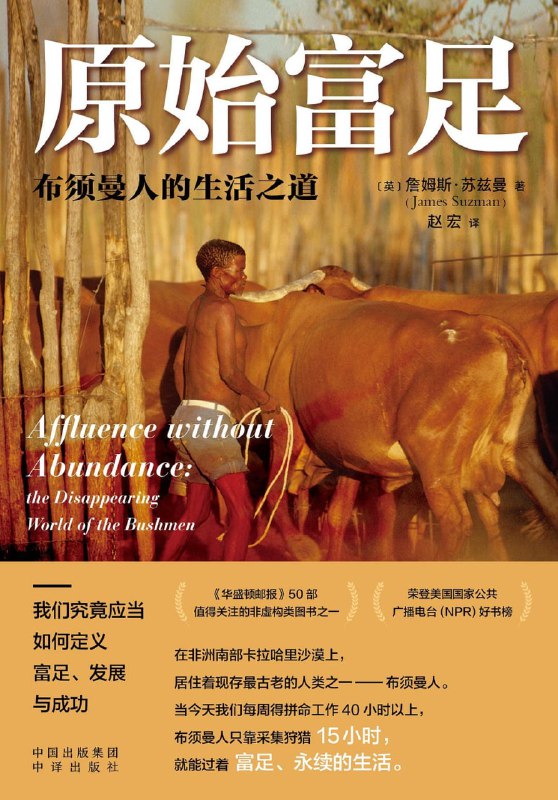 原始富足
布须曼人的生活之道
〔英〕詹姆斯·苏兹曼 著
(James Suzman)
赵宏 译
Affluence without
Abundance:
the Disappearing
World of the Bushmen
我们究竟应当
如何定义
富足、发展
与成功
《华盛顿邮报》50部
值得关注的非虚构类图书之一
荣登美国国家公共
广播电台(NPR)好书榜
在非洲南部卡拉哈里沙漠上，
居住着现存最古老的人类之一——布须曼人。
当今天我们每周得拼命工作40小时以上，
布须曼人只靠采集狩猎 15小时，
就能过着 富足、永续的生活。
中国出版集团
中译出版社